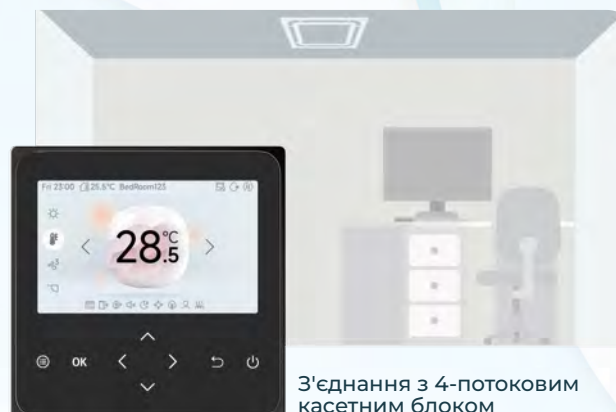 Fri 23:00 25.5°C BedRoom123
28.5°C
OK
З'єднання з 4-потоковим
касетним блоком